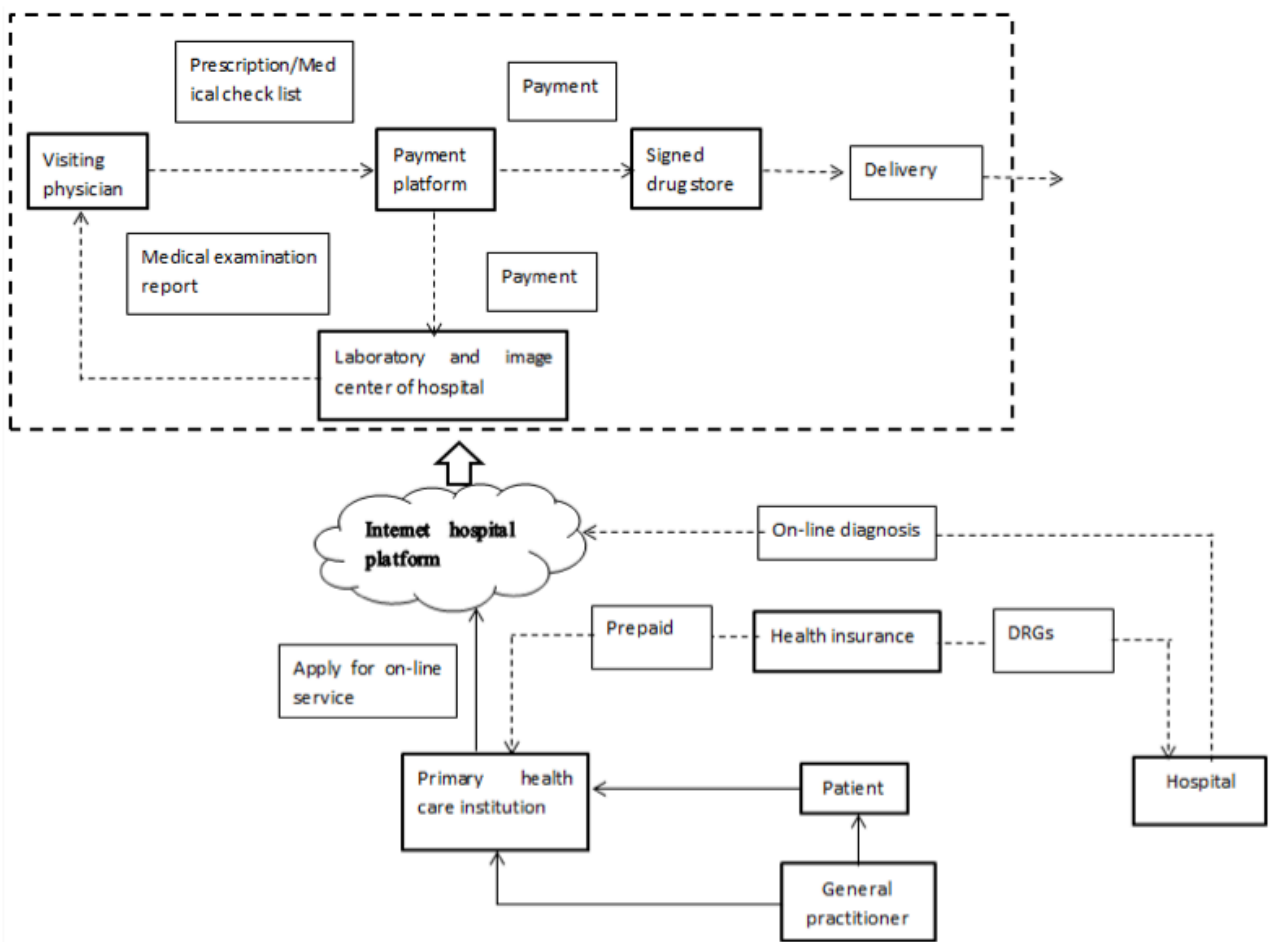 Prescription/Med
ical check list
Payment
Visiting
physician
Payment
platform
Signed
drug store
Delivery
Medical examination
report
Payment
Laboratory and image
center of hospital
Internet hospital
platform
On-line diagnosis
Prepaid
Health insurance
DRGs
Apply for on-line
service
Primary health
care institution
Patient
Hospital
General
practitioner